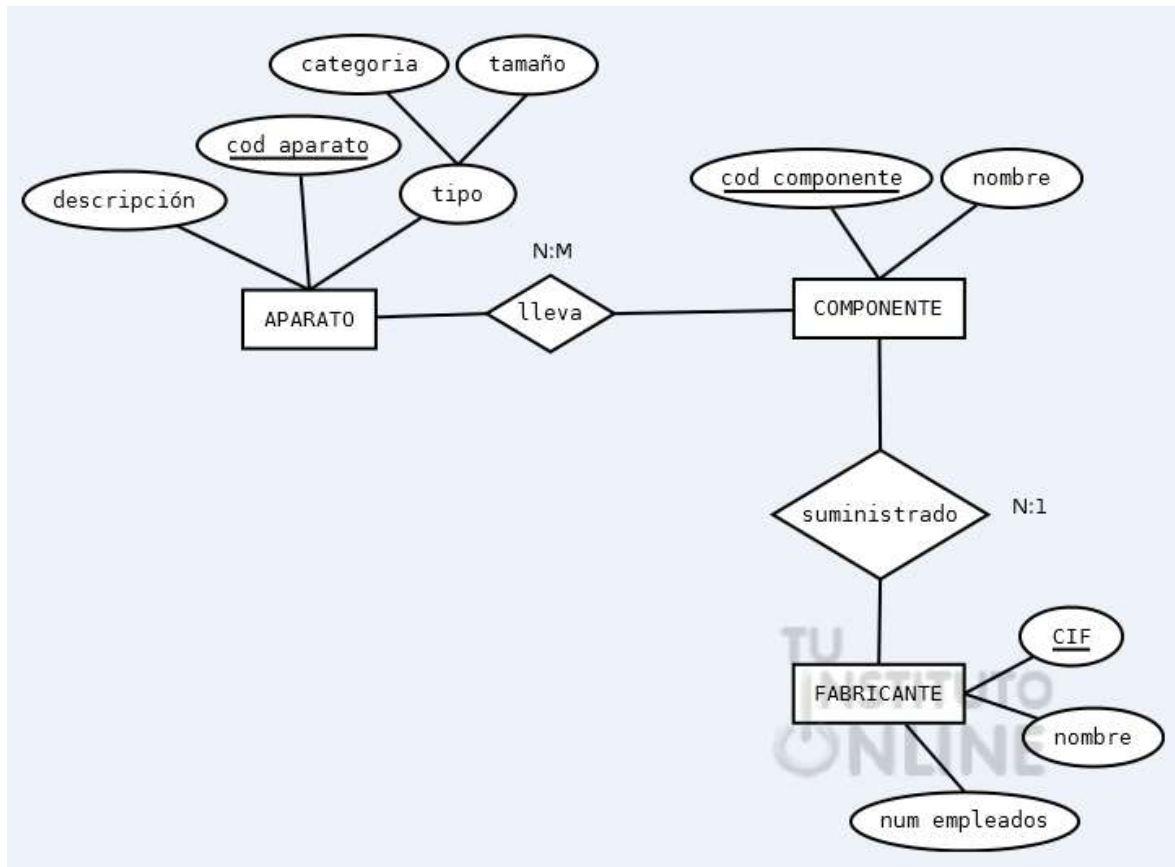 categoria
tamaño
cod aparato
tipo
descripción
cod componente
nombre
N:M
APARATO
lleva
COMPONENTE
suministrado
N:1
CIF
TU
INSTITUTO
ONLINE
FABRICANTE
nombre
num empleados